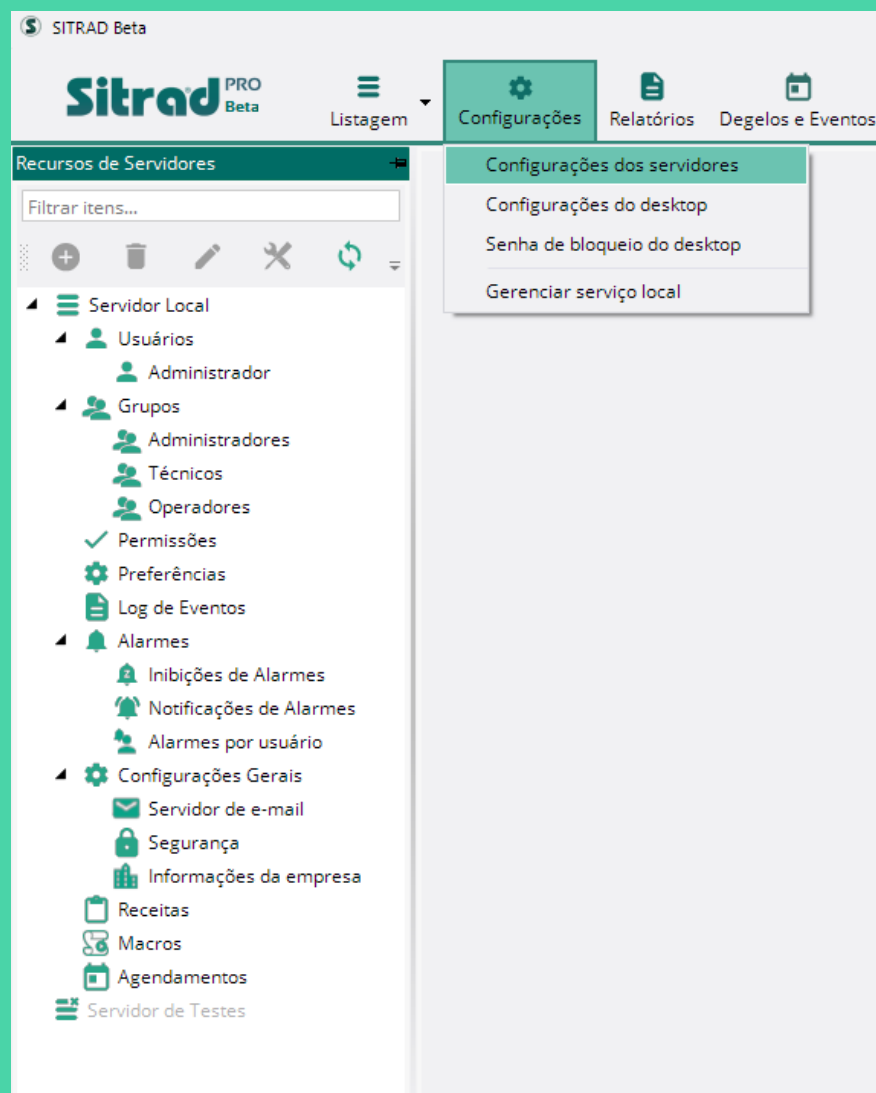 SITRAD Beta
Sitrad PRO Beta
Listagem
Configurações
Relatórios
Degelos e Eventos
Recursos de Servidores
Configurações dos servidores
Configurações do desktop
Senha de bloqueio do desktop
Gerenciar serviço local
Filtrar itens...
Servidor Local
Usuários
Administrador
Grupos
Administradores
Técnicos
Operadores
Permissões
Preferências
Log de Eventos
Alarmes
Inibições de Alarmes
Notificações de Alarmes
Alarmes por usuário
Configurações Gerais
Servidor de e-mail
Segurança
Informações da empresa
Receitas
Macros
Agendamentos
Servidor de Testes